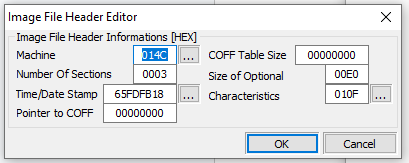 Image File Header Editor
Image File Header Informations [HEX]
Machine 014C ... COFF Table Size 00000000
Number Of Sections 0003 Size of Optional 00E0
Time/Date Stamp 65FDFB18 ... Characteristics 010F ...
Pointer to COFF 00000000
OK Cancel